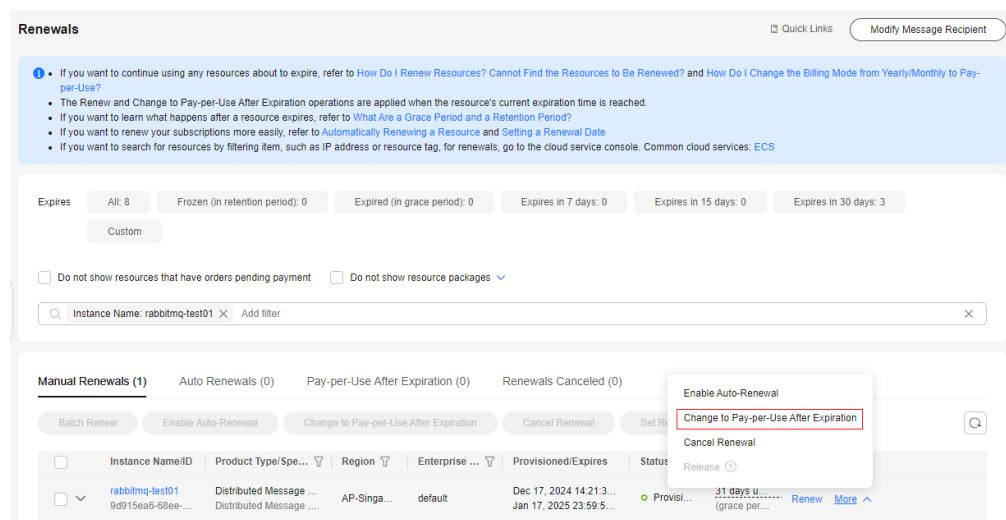 Renewals
Quick Links
Modify Message Recipient
If you want to continue using any resources about to expire, refer to How Do I Renew Resources? Cannot Find the Resources to Be Renewed? and How Do I Change the Billing Mode from Yearly/Monthly to Pay-
per-Use?
The Renew and Change to Pay-per-Use After Expiration operations are applied when the resource's current expiration time is reached.
If you want to learn what happens after a resource expires, refer to What Are a Grace Period and a Retention Period?
If you want to renew your subscriptions more easily, refer to Automatically Renewing a Resource and Setting a Renewal Date
If you want to search for resources by filtering item, such as IP address or resource tag, for renewals, go to the cloud service console. Common cloud services: ECS
Expires All: 8 Frozen (in retention period): 0 Expired (in grace period): 0 Expires in 7 days: 0 Expires in 15 days: 0 Expires in 30 days: 3
Custom
Do not show resources that have orders pending payment Do not show resource packages
Instance Name: rabbitmq-test01 Add filter
Manual Renewals (1) Auto Renewals (0) Pay-per-Use After Expiration (0) Renewals Canceled (0)
Enable Auto-Renewal
Change to Pay-per-Use After Expiration
Cancel Renewal
Release
Batch Renew Enable Auto-Renewal Change to Pay-per-Use After Expiration Cancel Renewal Set Re
Instance Name/ID Product Type/Spe... Region Enterprise ... Provisioned/Expires Status
rabbitmq-test01 Distributed Message ... AP-Singa... default Dec 17, 2024 14:21:3... Provisi... 31 days u... Renew More
9d915ea6-68ee-... Distributed Message ... Jan 17, 2025 23:59:5... (grace per...